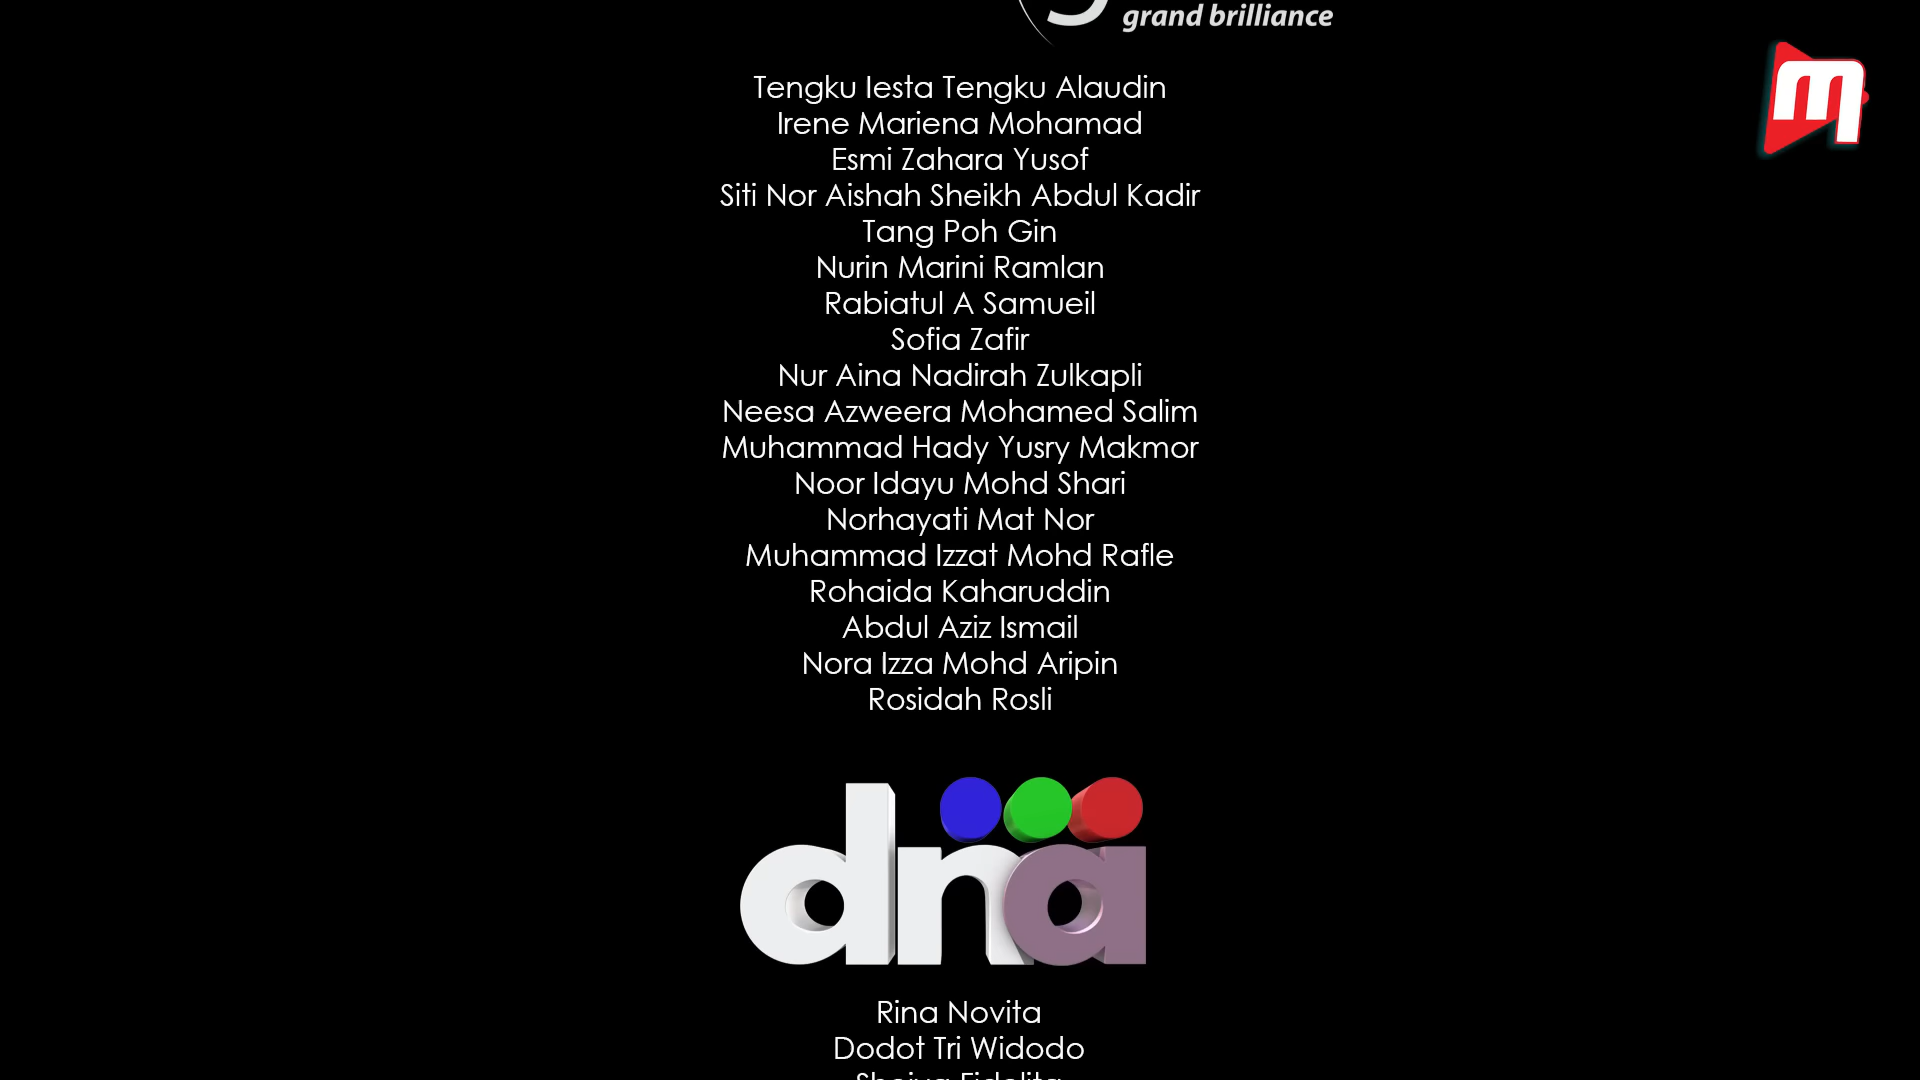 grand brilliance
Tengku Iesta Tengku Alaudin
Irene Mariena Mohamad
Esmi Zahara Yusof
Siti Nor Aishah Sheikh Abdul Kadir
Tang Poh Gin
Nurin Marini Ramlan
Rabiatul A Samueil
Sofia Zafir
Nur Aina Nadirah Zulkapli
Neesa Azweera Mohamed Salim
Muhammad Hady Yusry Makmor
Noor Idayu Mohd Shari
Norhayati Mat Nor
Muhammad Izzat Mohd Rafle
Rohaida Kaharuddin
Abdul Aziz Ismail
Nora Izza Mohd Aripin
Rosidah Rosli
dna
Rina Novita
Dodot Tri Widodo